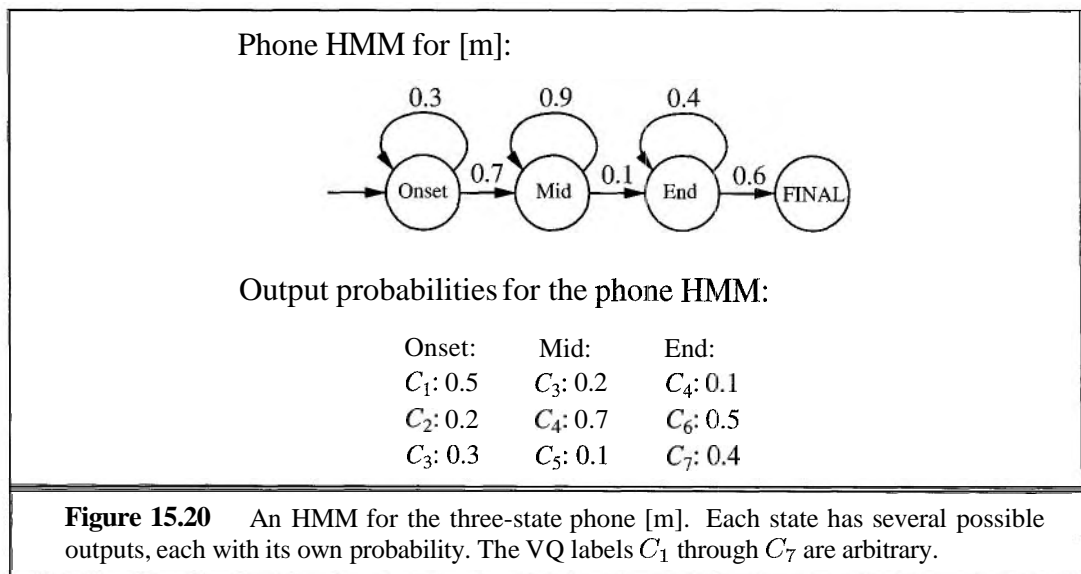 Phone HMM for [m]:
0.3 0.9 0.4
Onset 0.7 Mid 0.1 End 0.6 FINAL
Output probabilities for the phone HMM:
Onset: Mid: End:
C₁: 0.5 C₃: 0.2 C₄: 0.1
C₂: 0.2 C₄: 0.7 C₆: 0.5
C₃: 0.3 C₅: 0.1 C₇: 0.4
Figure 15.20 An HMM for the three-state phone [m]. Each state has several possible
outputs, each with its own probability. The VQ labels C₁ through C₇ are arbitrary.